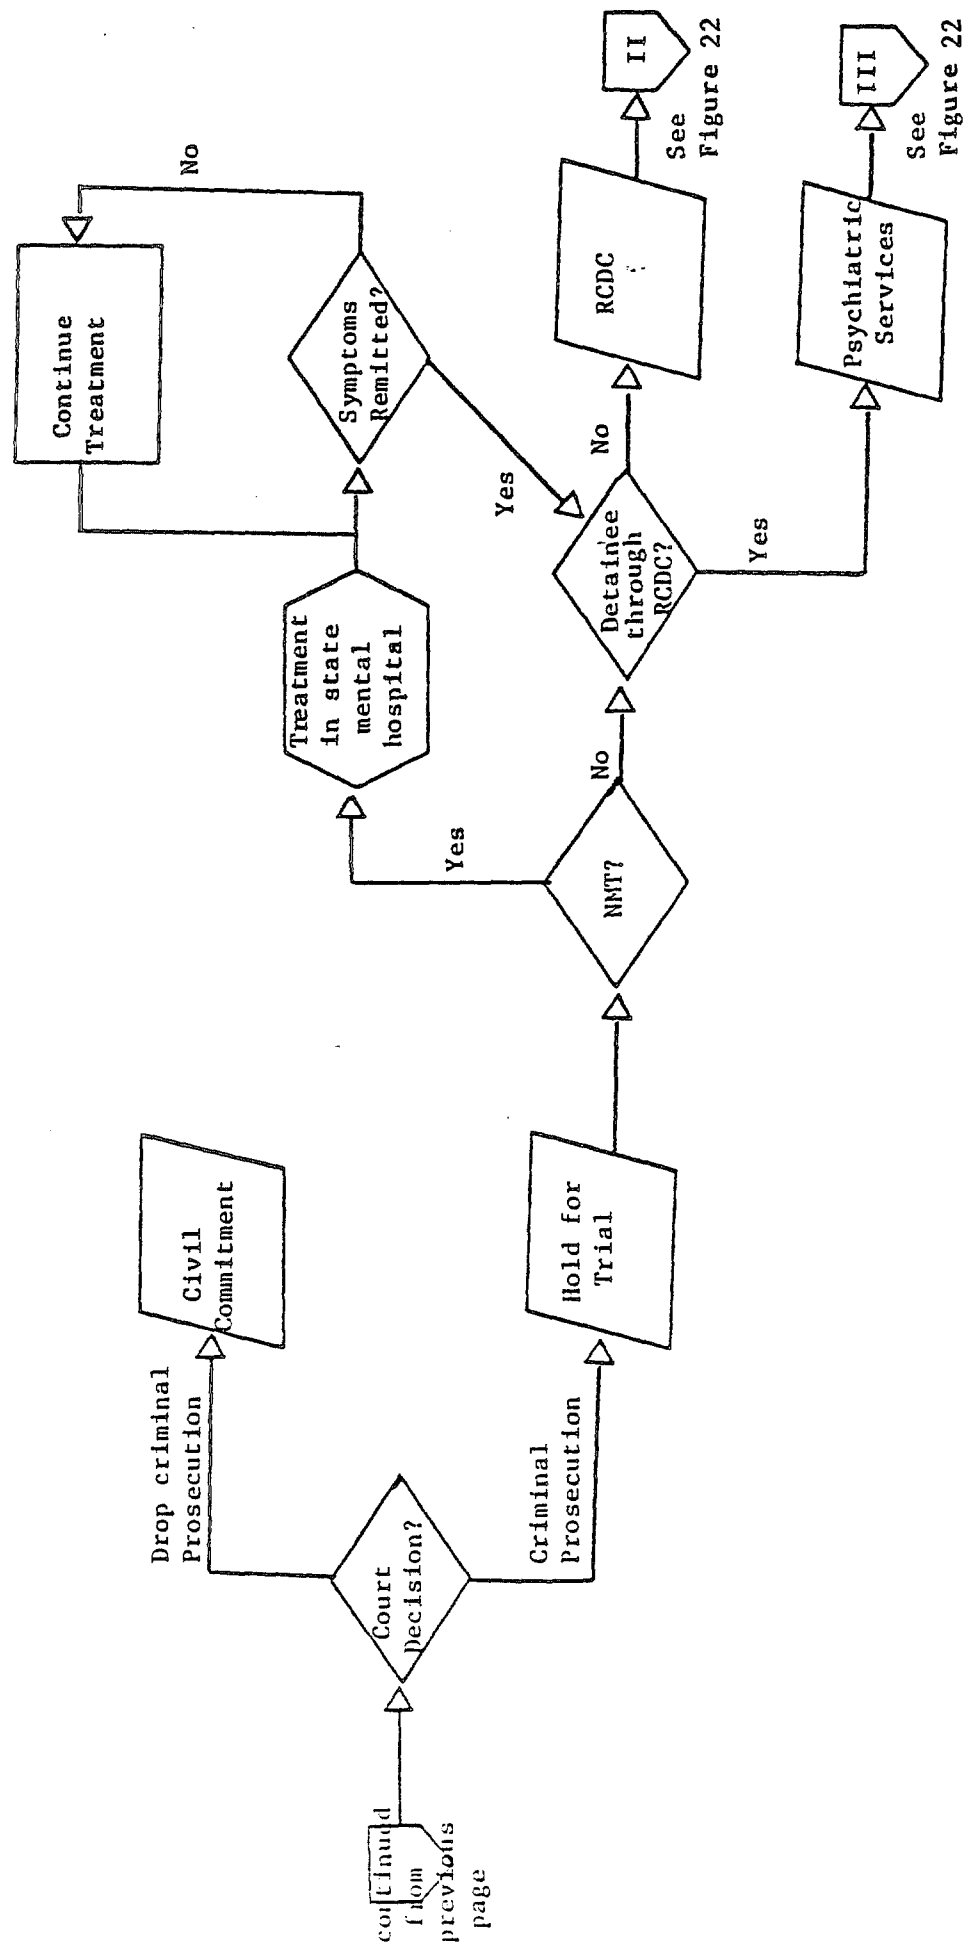 continued
from
previous
page
Court
Decision?
Drop criminal
Prosecution
Civil
Commitment
Criminal
Prosecution
Hold for
Trial
NMT?
Yes
Treatment
in state
mental
hospital
Symptoms
Remitted?
No
Continue
Treatment
Yes
No
Detainee
through
RCDC?
No
RCDC
II
See
Figure 22
Yes
Psychiatric
Services
III
See
Figure 22